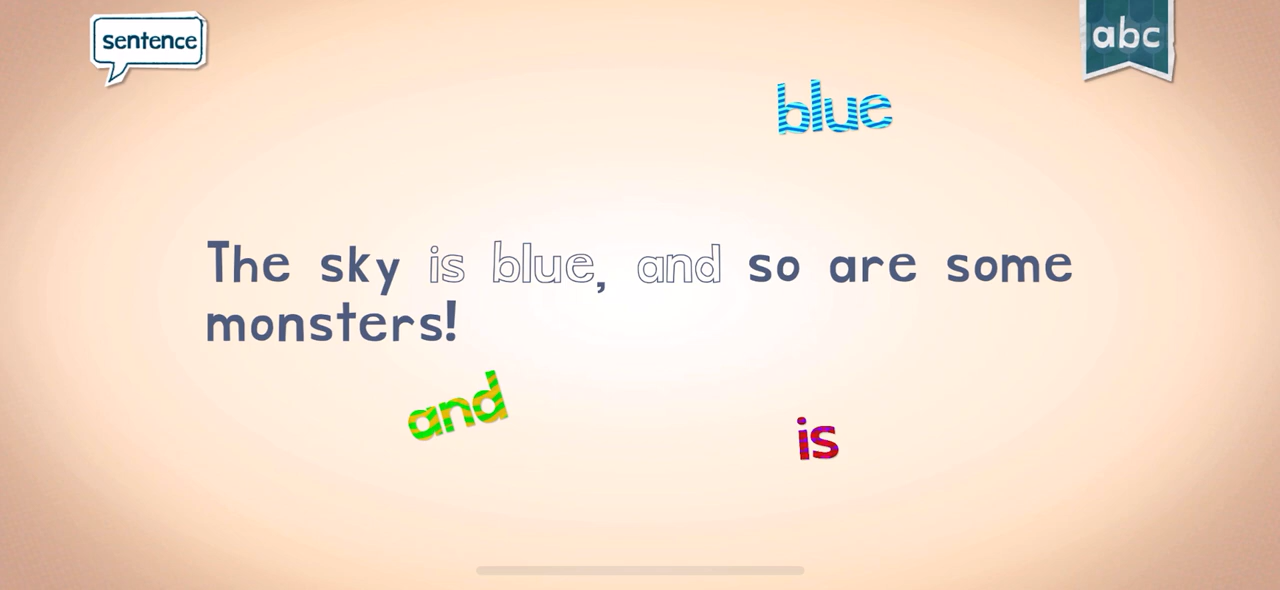 sentence
abc
blue
The sky is blue, and so are some
monsters!
and
is